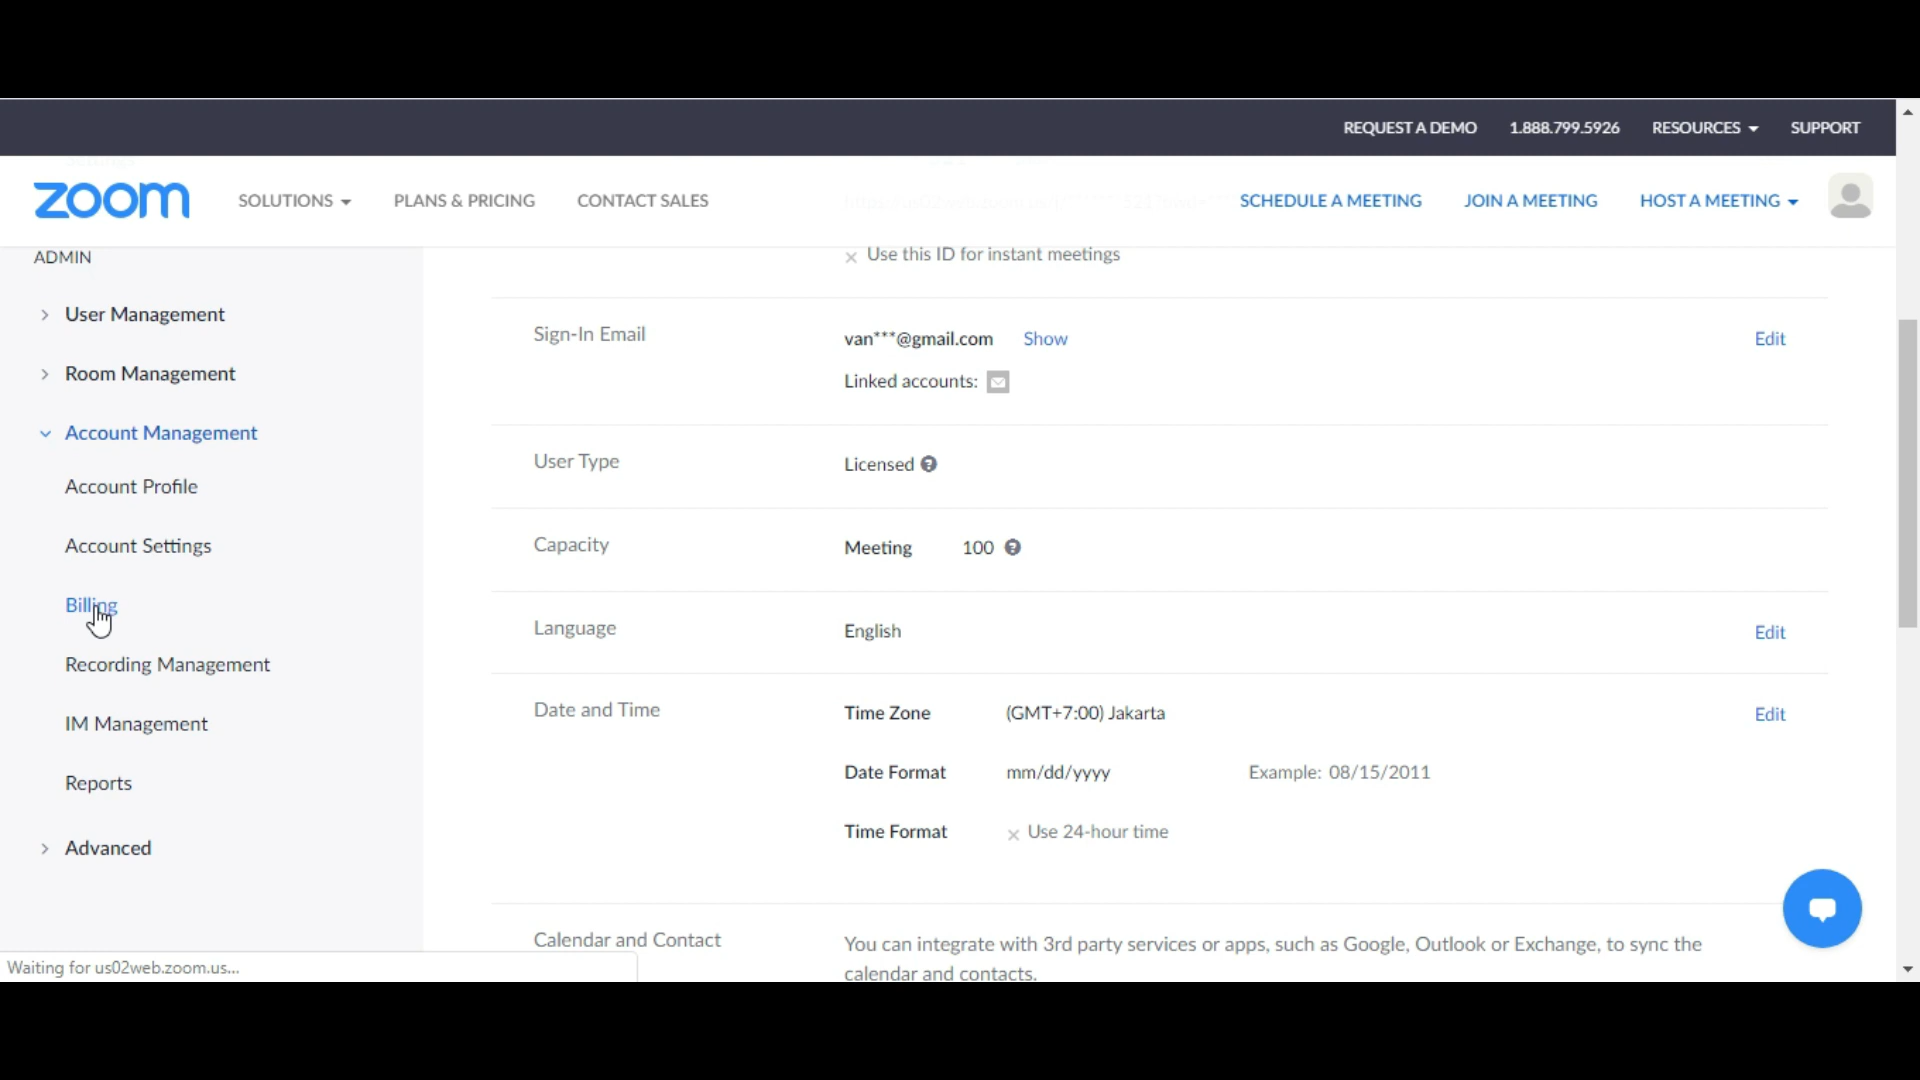 REQUEST A DEMO 1.888.799.5926 RESOURCES SUPPORT
zoom SOLUTIONS PLANS & PRICING CONTACT SALES SCHEDULE A MEETING JOIN A MEETING HOST A MEETING
ADMIN
User Management
Room Management
Account Management
Account Profile
Account Settings
Billing
Recording Management
IM Management
Reports
Advanced
Use this ID for instant meetings
Sign-In Email van***@gmail.com Show Edit
Linked accounts:
User Type Licensed
Capacity Meeting 100
Language English Edit
Date and Time Time Zone (GMT+7:00) Jakarta Edit
Date Format mm/dd/yyyy Example: 08/15/2011
Time Format Use 24-hour time
Calendar and Contact You can integrate with 3rd party services or apps, such as Google, Outlook or Exchange, to sync the
calendar and contacts.
Waiting for us02web.zoom.us...